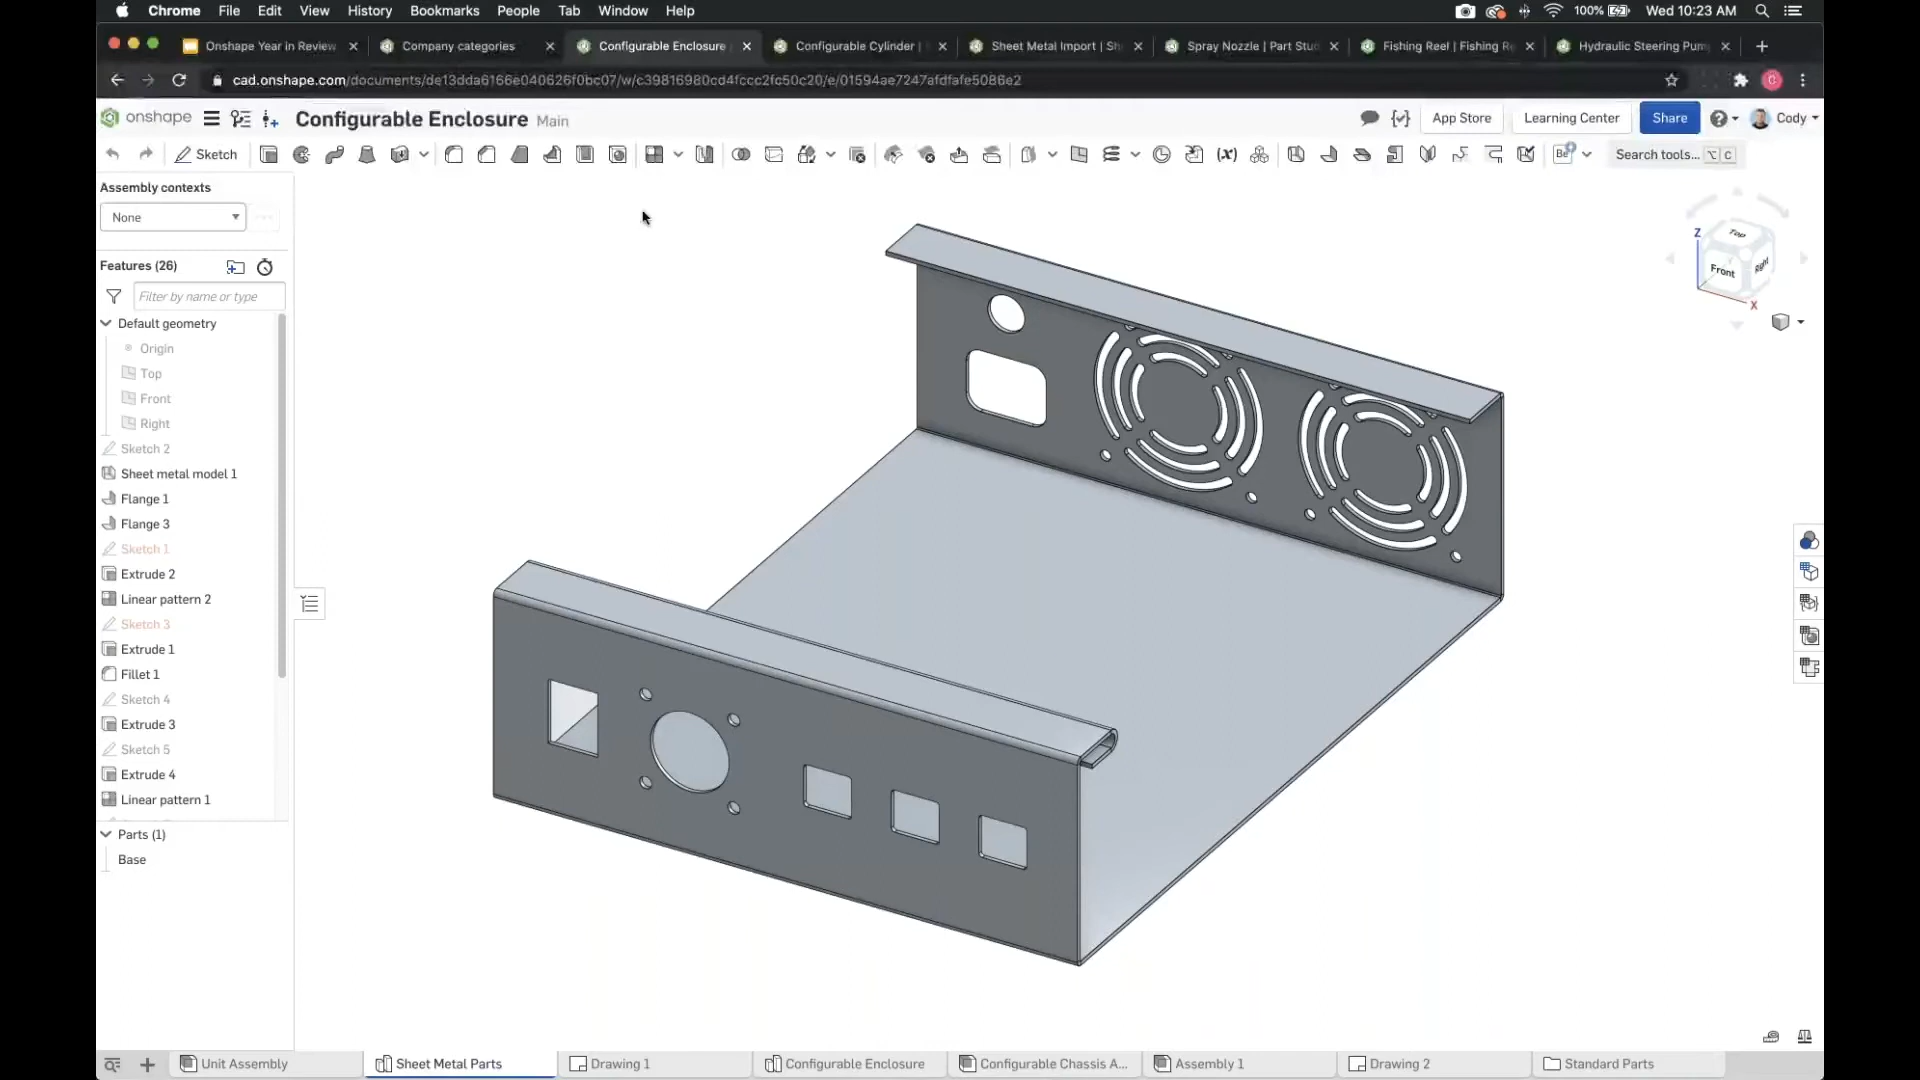 Chrome File Edit View History Bookmarks People Tab Window Help 100% Wed 10:23 AM
Onshape Year in Review Company categories Configurable Enclosure Configurable Cylinder | Sheet Metal Import | Sh Spray Nozzle | Part Stud Fishing Reel | Fishing Re Hydraulic Steering Pum
cad.onshape.com/documents/de13dda6166e040626f0bc07/w/c39816980cd4fccc2fc50c20/e/01594ae7247afdfafe5086e2
onshape Configurable Enclosure Main App Store Learning Center Share Cody
Sketch (x) Be Search tools... ⌥ C
Assembly contexts
None
Features (26)
Filter by name or type
Default geometry
Origin
Top
Front
Right
Sketch 2
Sheet metal model 1
Flange 1
Flange 3
Sketch 1
Extrude 2
Linear pattern 2
Sketch 3
Extrude 1
Fillet 1
Sketch 4
Extrude 3
Sketch 5
Extrude 4
Linear pattern 1
Parts (1)
Base
Z Top
Front Right
X
Unit Assembly Sheet Metal Parts Drawing 1 Configurable Enclosure Configurable Chassis A... Assembly 1 Drawing 2 Standard Parts